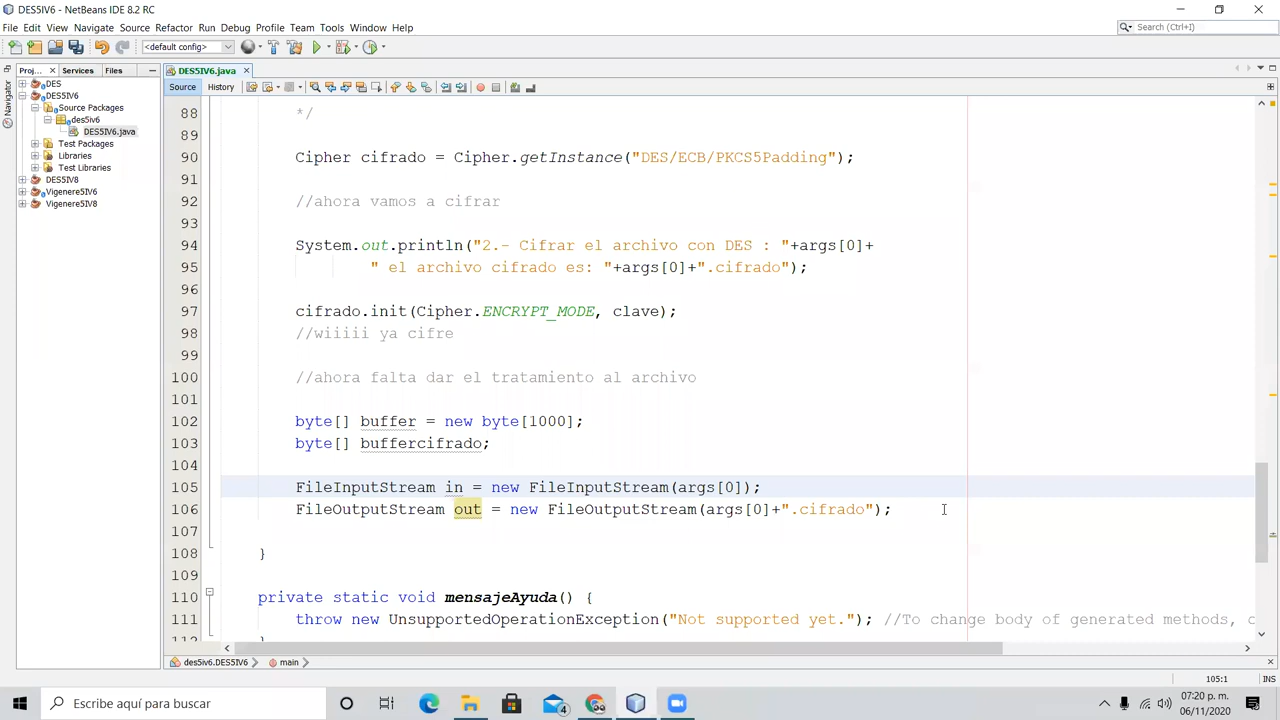 DES5IV6 - NetBeans IDE 8.2 RC
File Edit View Navigate Source Refactor Run Debug Profile Team Tools Window Help
Search (Ctrl+I)
<default config>
Proj... Services Files
DES5IV6.java
Navigator
Source History
DES
DES5IV6
Source Packages
des5iv6
DES5IV6.java
Test Packages
Libraries
Test Libraries
DES5IV8
Vigenere5IV6
Vigenere5IV8
88 */
89
90 Cipher cifrado = Cipher.getInstance("DES/ECB/PKCS5Padding");
91
92 //ahora vamos a cifrar
93
94 System.out.println("2.- Cifrar el archivo con DES : "+args[0]+
95 " el archivo cifrado es: "+args[0]+".cifrado");
96
97 cifrado.init(Cipher.ENCRYPT_MODE, clave);
98 //wiiiii ya cifre
99
100 //ahora falta dar el tratamiento al archivo
101
102 byte[] buffer = new byte[1000];
103 byte[] buffercifrado;
104
105 FileInputStream in = new FileInputStream(args[0]);
106 FileOutputStream out = new FileOutputStream(args[0]+".cifrado");
107
108 }
109
110 private static void mensajeAyuda() {
111 throw new UnsupportedOperationException("Not supported yet."); //To change body of generated methods, c
112 }
des5iv6.DES5IV6 main
105:1 INS
Escribe aquí para buscar
4
07:20 p. m.
06/11/2020